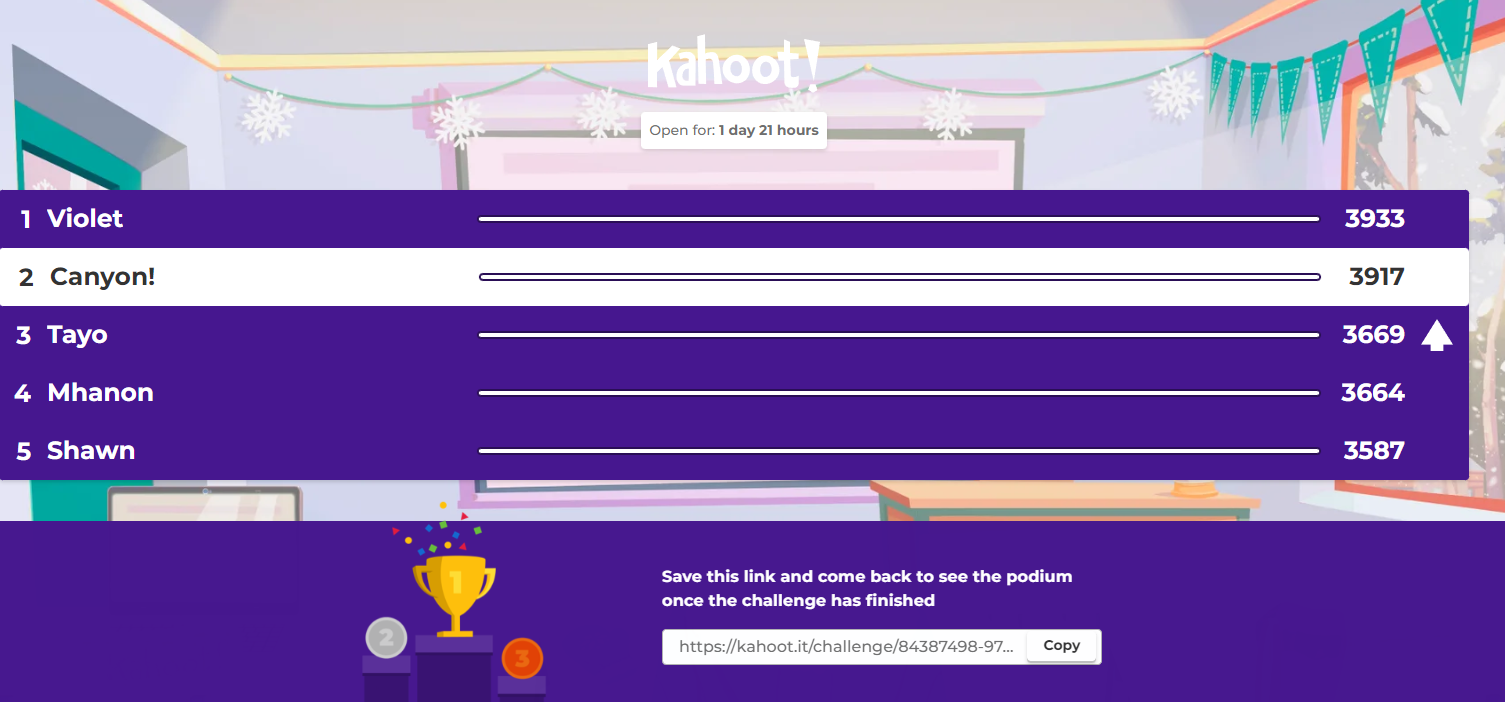 Kahoot!
Open for: 1 day 21 hours
1 Violet 3933
2 Canyon! 3917
3 Tayo 3669
4 Mhanon 3664
5 Shawn 3587
1
2
3
Save this link and come back to see the podium
once the challenge has finished
https://kahoot.it/challenge/84387498-97... Copy